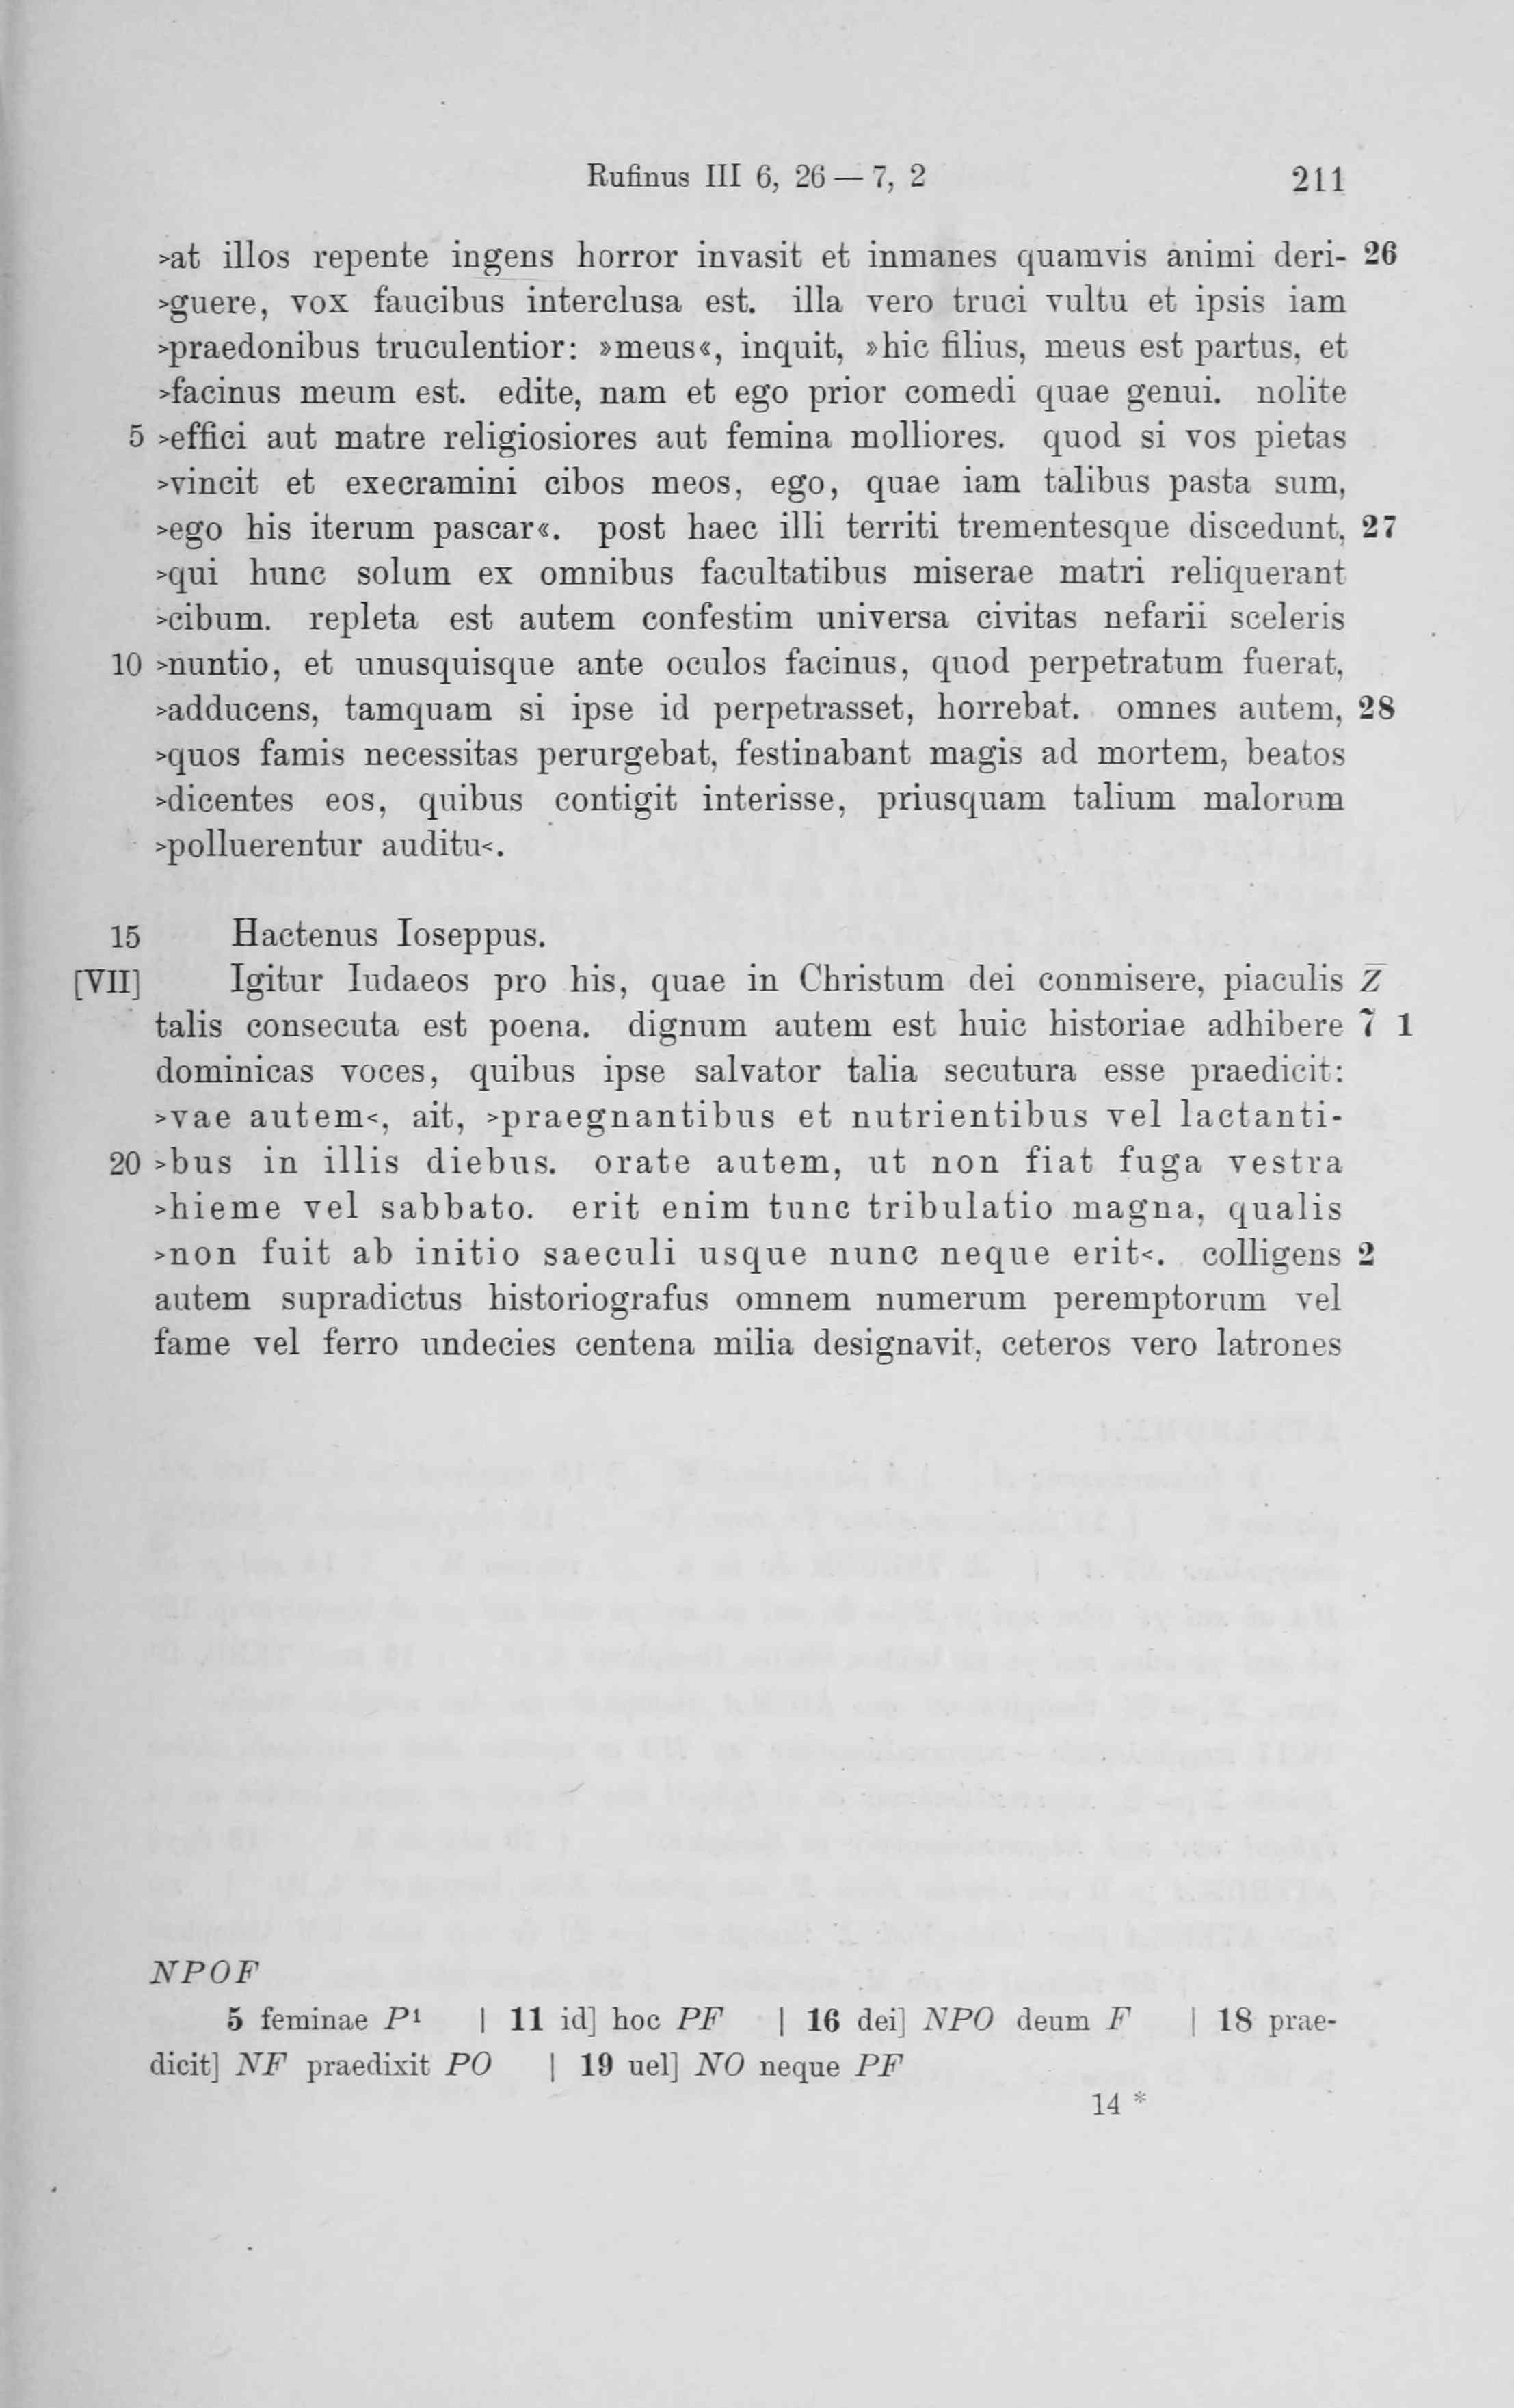 Rufinus III 6, 26 — 7, 2 211
>at illos repente ingens horror invasit et inmanes quamvis animi deri- 26
>guere, vox faucibus interclusa est. illa vero truci vultu et ipsis iam
>praedonibus truculentior: »meus«, inquit, »hic filius, meus est partus, et
>facinus meum est. edite, nam et ego prior comedi quae genui. nolite
5 >effici aut matre religiosiores aut femina molliores. quod si vos pietas
>vincit et execramini cibos meos, ego, quae iam talibus pasta sum,
>ego his iterum pascar«. post haec illi territi trementesque discedunt, 27
>qui hunc solum ex omnibus facultatibus miserae matri reliquerant
>cibum. repleta est autem confestim universa civitas nefarii sceleris
10 >nuntio, et unusquisque ante oculos facinus, quod perpetratum fuerat,
>adducens, tamquam si ipse id perpetrasset, horrebat. omnes autem, 28
>quos famis necessitas perurgebat, festinabant magis ad mortem, beatos
>dicentes eos, quibus contigit interisse, priusquam talium malorum
>polluerentur auditu<.
15 Hactenus Ioseppus.
[VII] Igitur Iudaeos pro his, quae in Christum dei conmisere, piaculis Z̅
talis consecuta est poena. dignum autem est huic historiae adhibere 7 1
dominicas voces, quibus ipse salvator talia secutura esse praedicit:
>vae autem<, ait, >praegnantibus et nutrientibus vel lactanti-
20 >bus in illis diebus. orate autem, ut non fiat fuga vestra
>hieme vel sabbato. erit enim tunc tribulatio magna, qualis
>non fuit ab initio saeculi usque nunc neque erit<. colligens 2
autem supradictus historiografus omnem numerum peremptorum vel
fame vel ferro undecies centena milia designavit, ceteros vero latrones
NPOF
5 feminae P¹ | 11 id] hoc PF | 16 dei] NPO deum F | 18 prae-
dicit] NF praedixit PO | 19 uel] NO neque PF
14 *